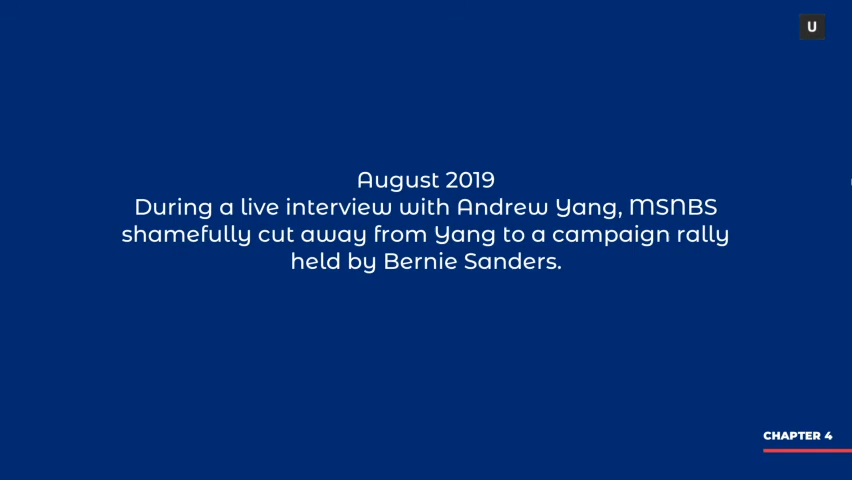 U
August 2019
During a live interview with Andrew Yang, MSNBS
shamefully cut away from Yang to a campaign rally
held by Bernie Sanders.
CHAPTER 4